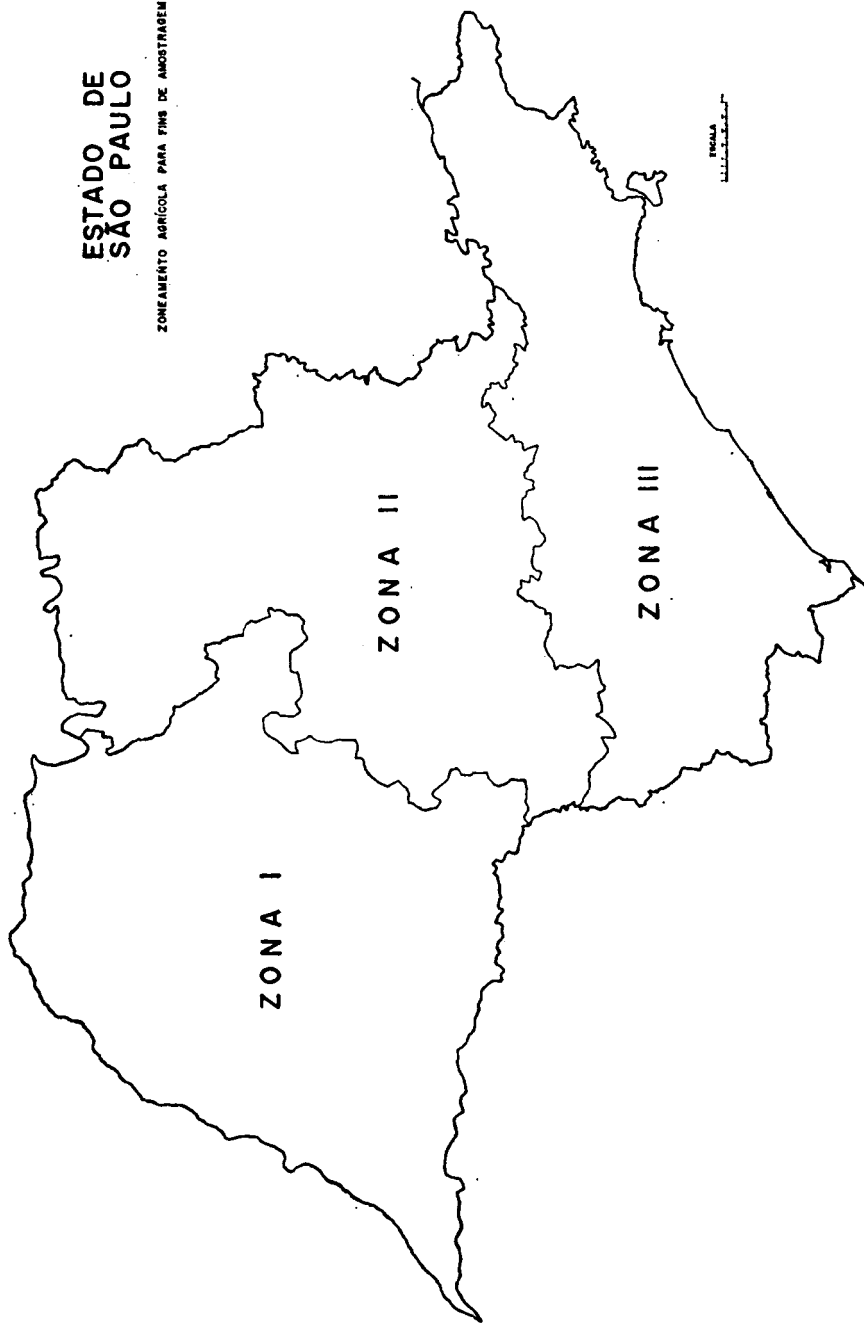 ESTADO DE
SÃO PAULO
ZONEAMENTO AGRÍCOLA PARA FINS DE AMOSTRAGEM
ZONA I
ZONA II
ZONA III
ESCALA